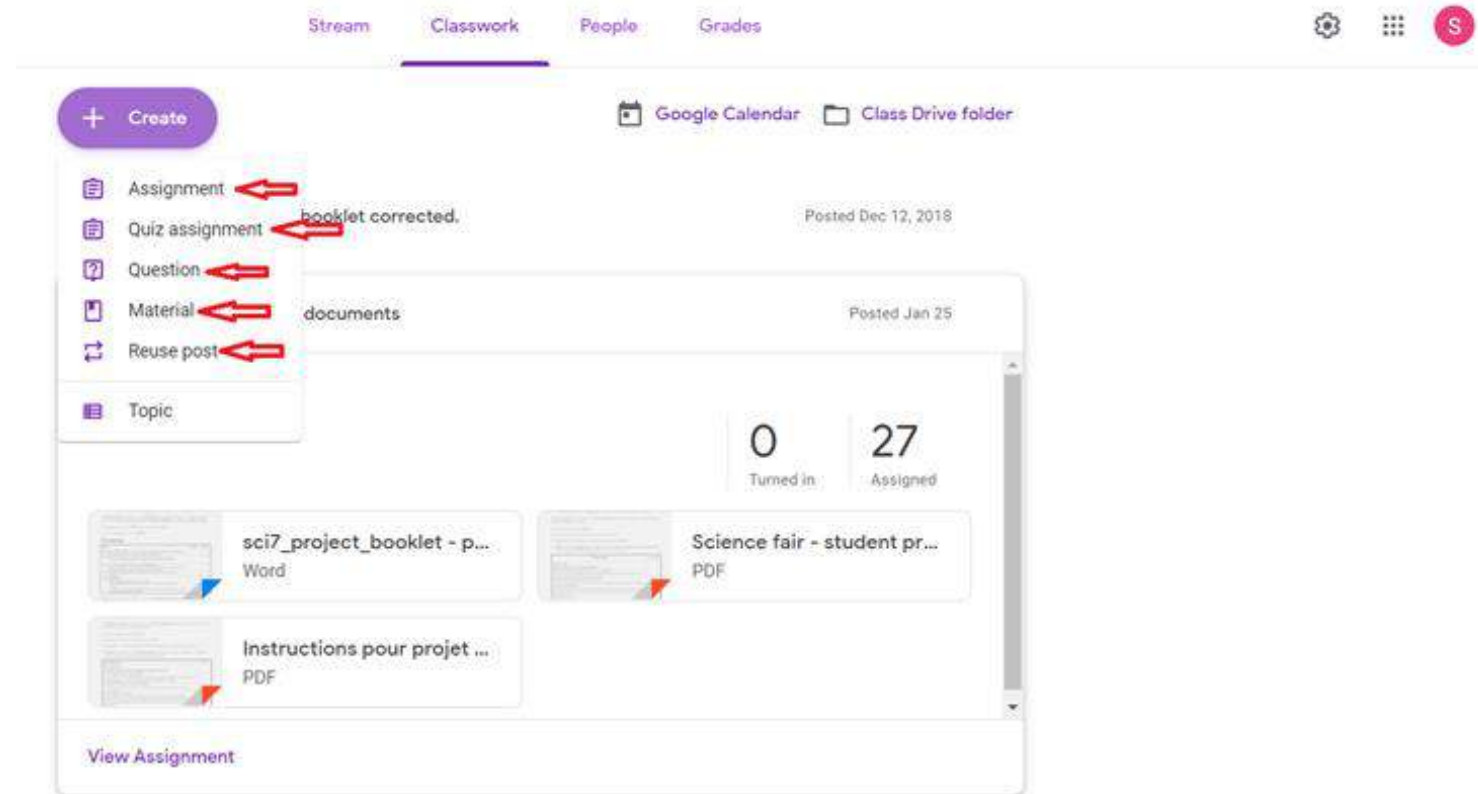 Stream Classwork People Grades
S
Create
Google Calendar Class Drive folder
Assignment
Quiz assignment
booklet corrected.
Posted Dec 12, 2018
Question
Material
documents
Posted Jan 25
Reuse post
Topic
0 27
Turned in Assigned
sci7_project_booklet - p...
Word
Science fair - student pr...
PDF
Instructions pour projet ...
PDF
View Assignment